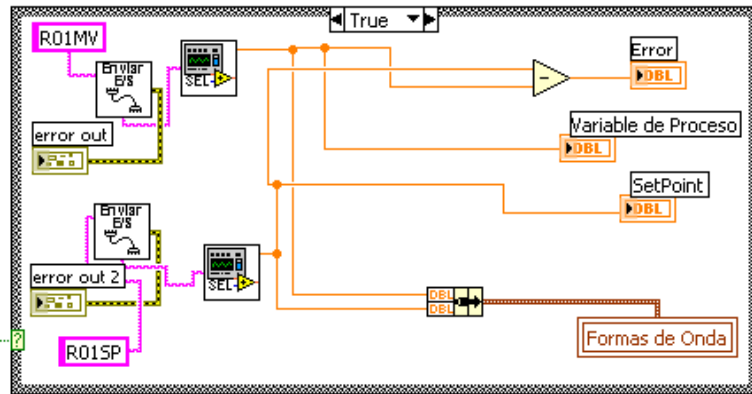 True
R01MV
Enviar
E/S
SEL
error out
Error
DBL
Variable de Proceso
DBL
SetPoint
DBL
Enviar
E/S
SEL
error out 2
R01SP
DBL
DBL
Formas de Onda
?